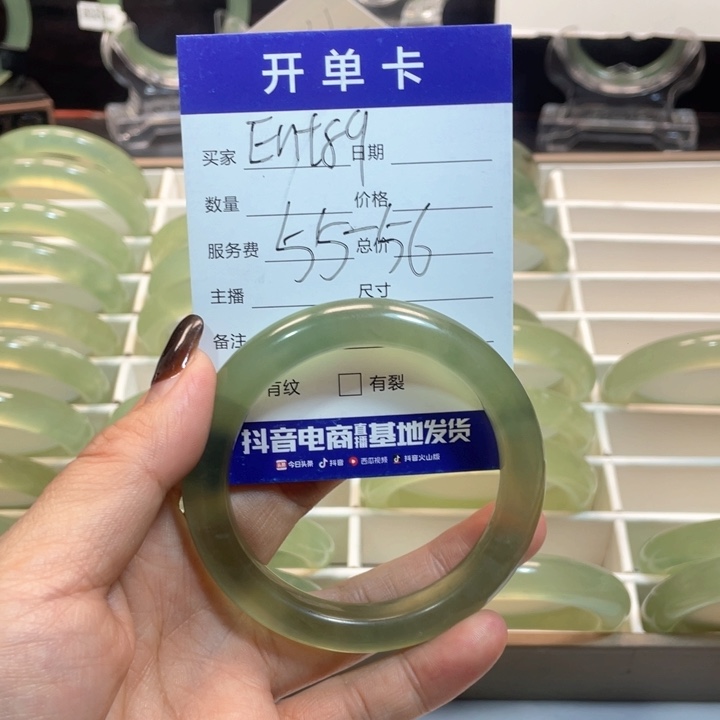 开单卡
买家 Ent89 日期
数量 价格
服务费 55-56 总价
主播 尺寸
备注
有纹 有裂
抖音电商直播基地发货
今日头条 抖音 西瓜视频 抖音火山版